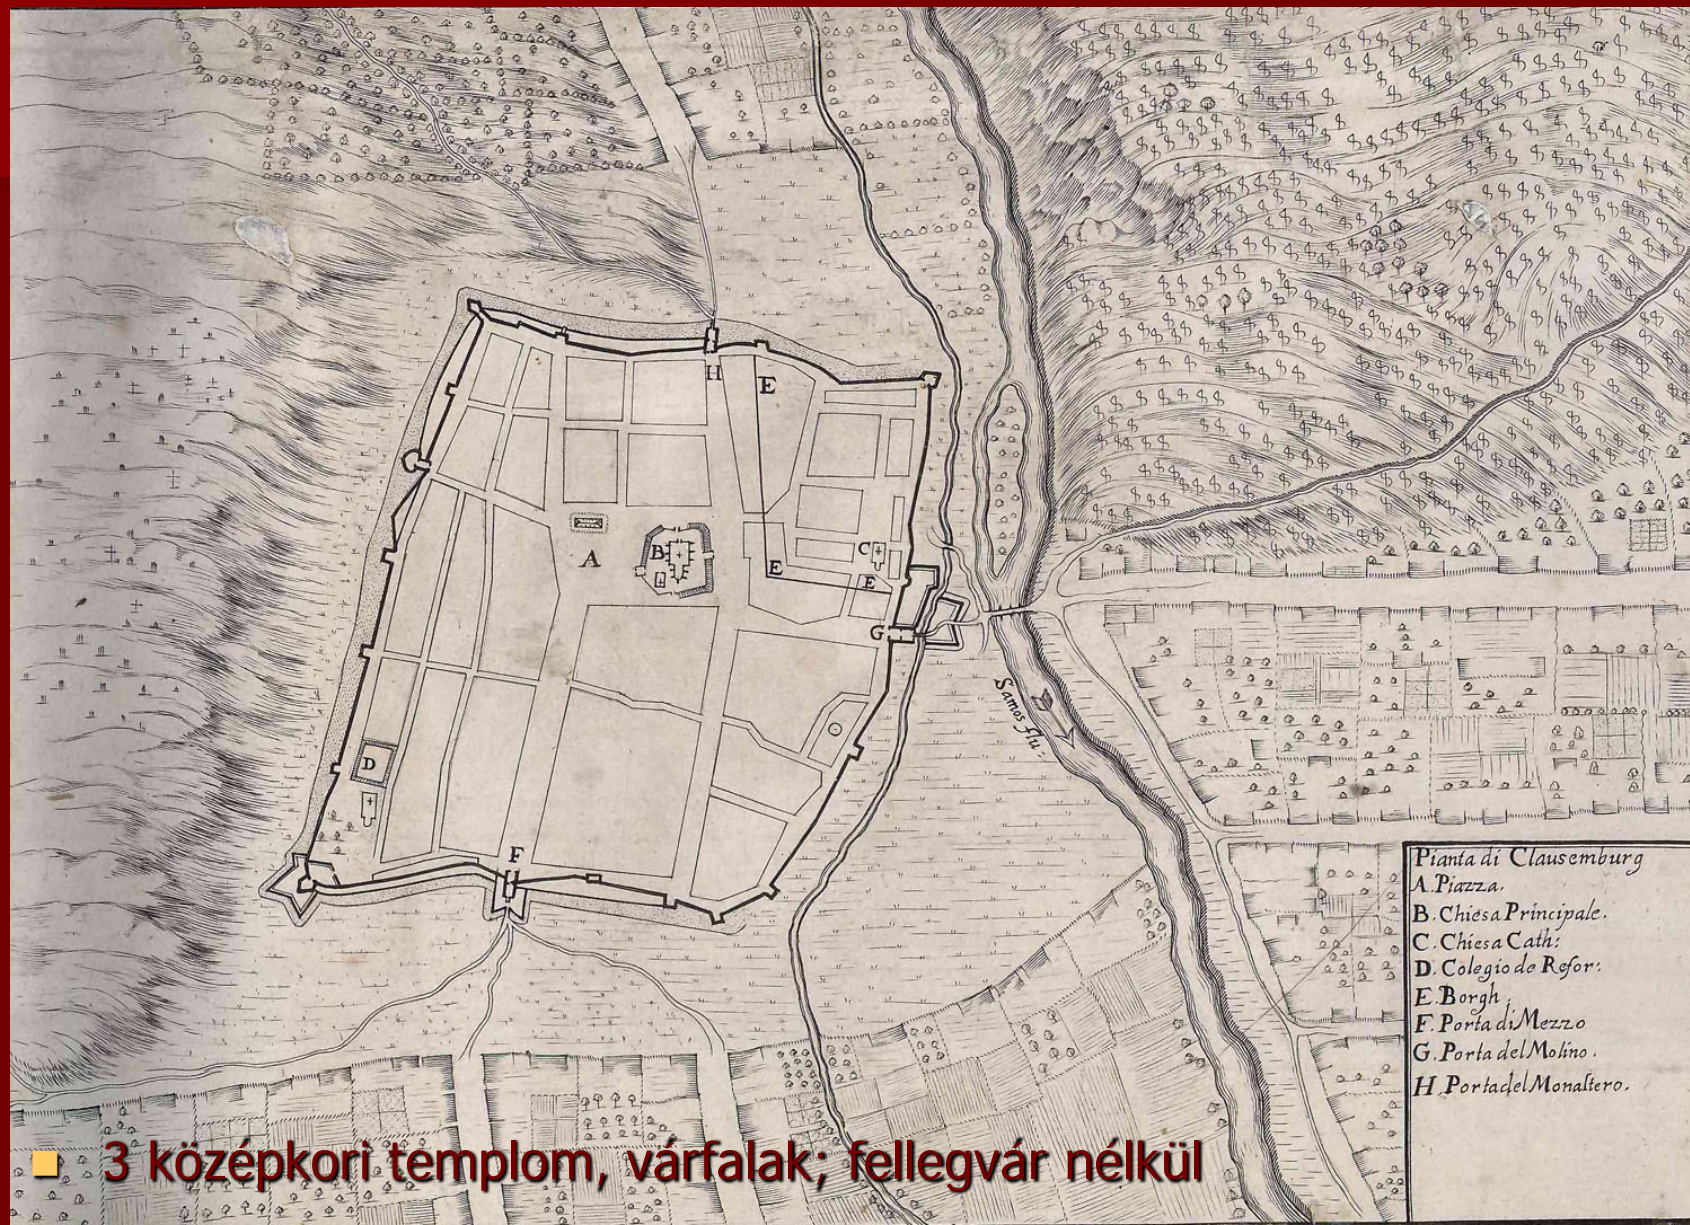 H
E
B
C
A
E
E
G
Samos flu.
D
F
Pianta di Clausemburg
A. Piazza.
B. Chiesa Principale.
C. Chiesa Cath:
D. Colegio de Refor:
E. Borgh.
F. Porta di Mezzo
G. Porta del Molino.
H. Porta del Monastero.
3 középkori templom, várfalak; fellegvár nélkül